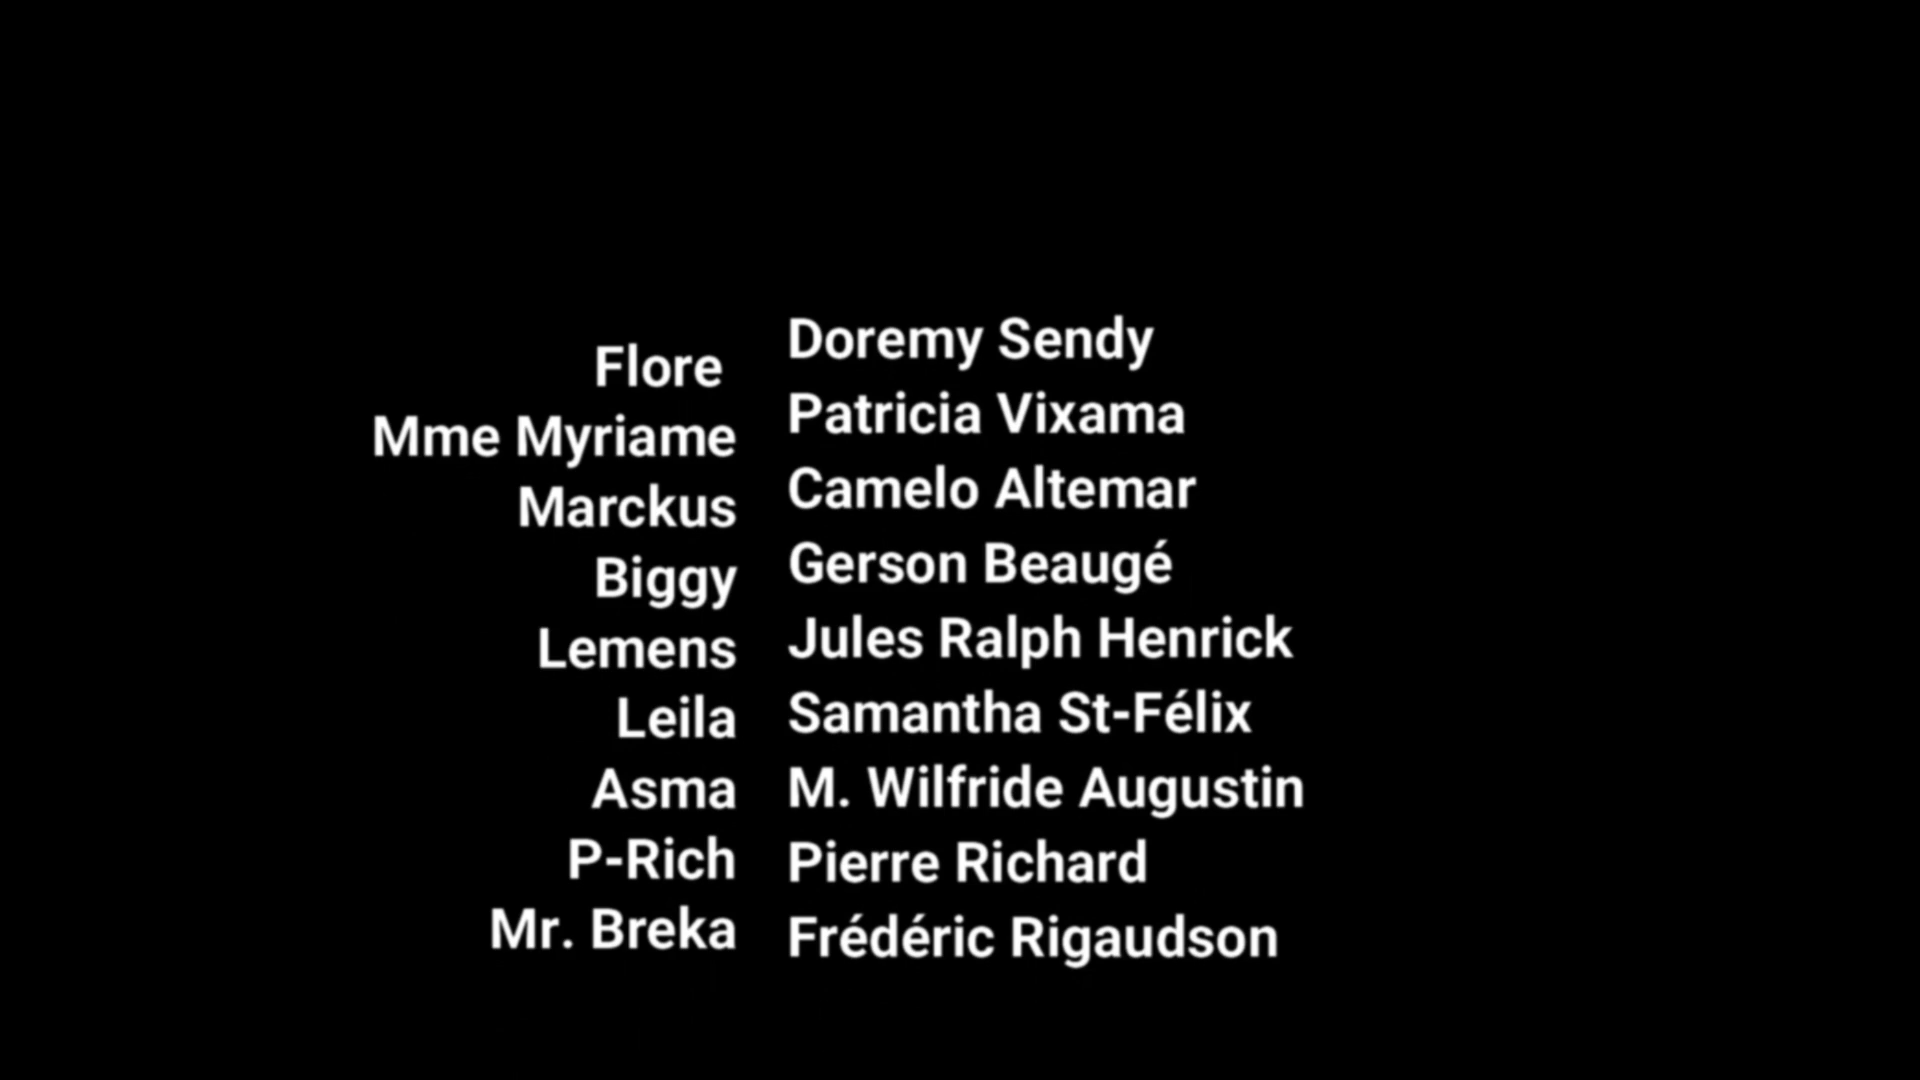 Flore Doremy Sendy
Mme Myriame Patricia Vixama
Marckus Camelo Altemar
Biggy Gerson Beaugé
Lemens Jules Ralph Henrick
Leila Samantha St-Félix
Asma M. Wilfride Augustin
P-Rich Pierre Richard
Mr. Breka Frédéric Rigaudson